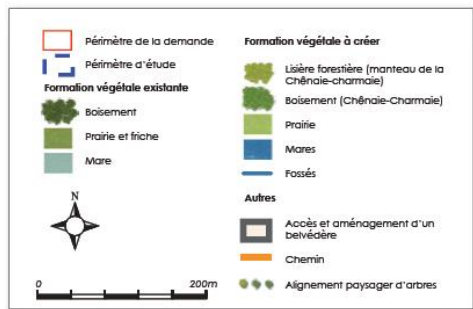 Périmètre de la demande
Périmètre d'étude
Formation végétale existante
Boisement
Prairie et friche
Mare
N
0 200m
Formation végétale à créer
Lisière forestière (manteau de la
Chênaie-charmaie)
Boisement (Chênaie-Charmaie)
Prairie
Mares
Fossés
Autres
Accès et aménagement d'un
belvédère
Chemin
Alignement paysager d'arbres